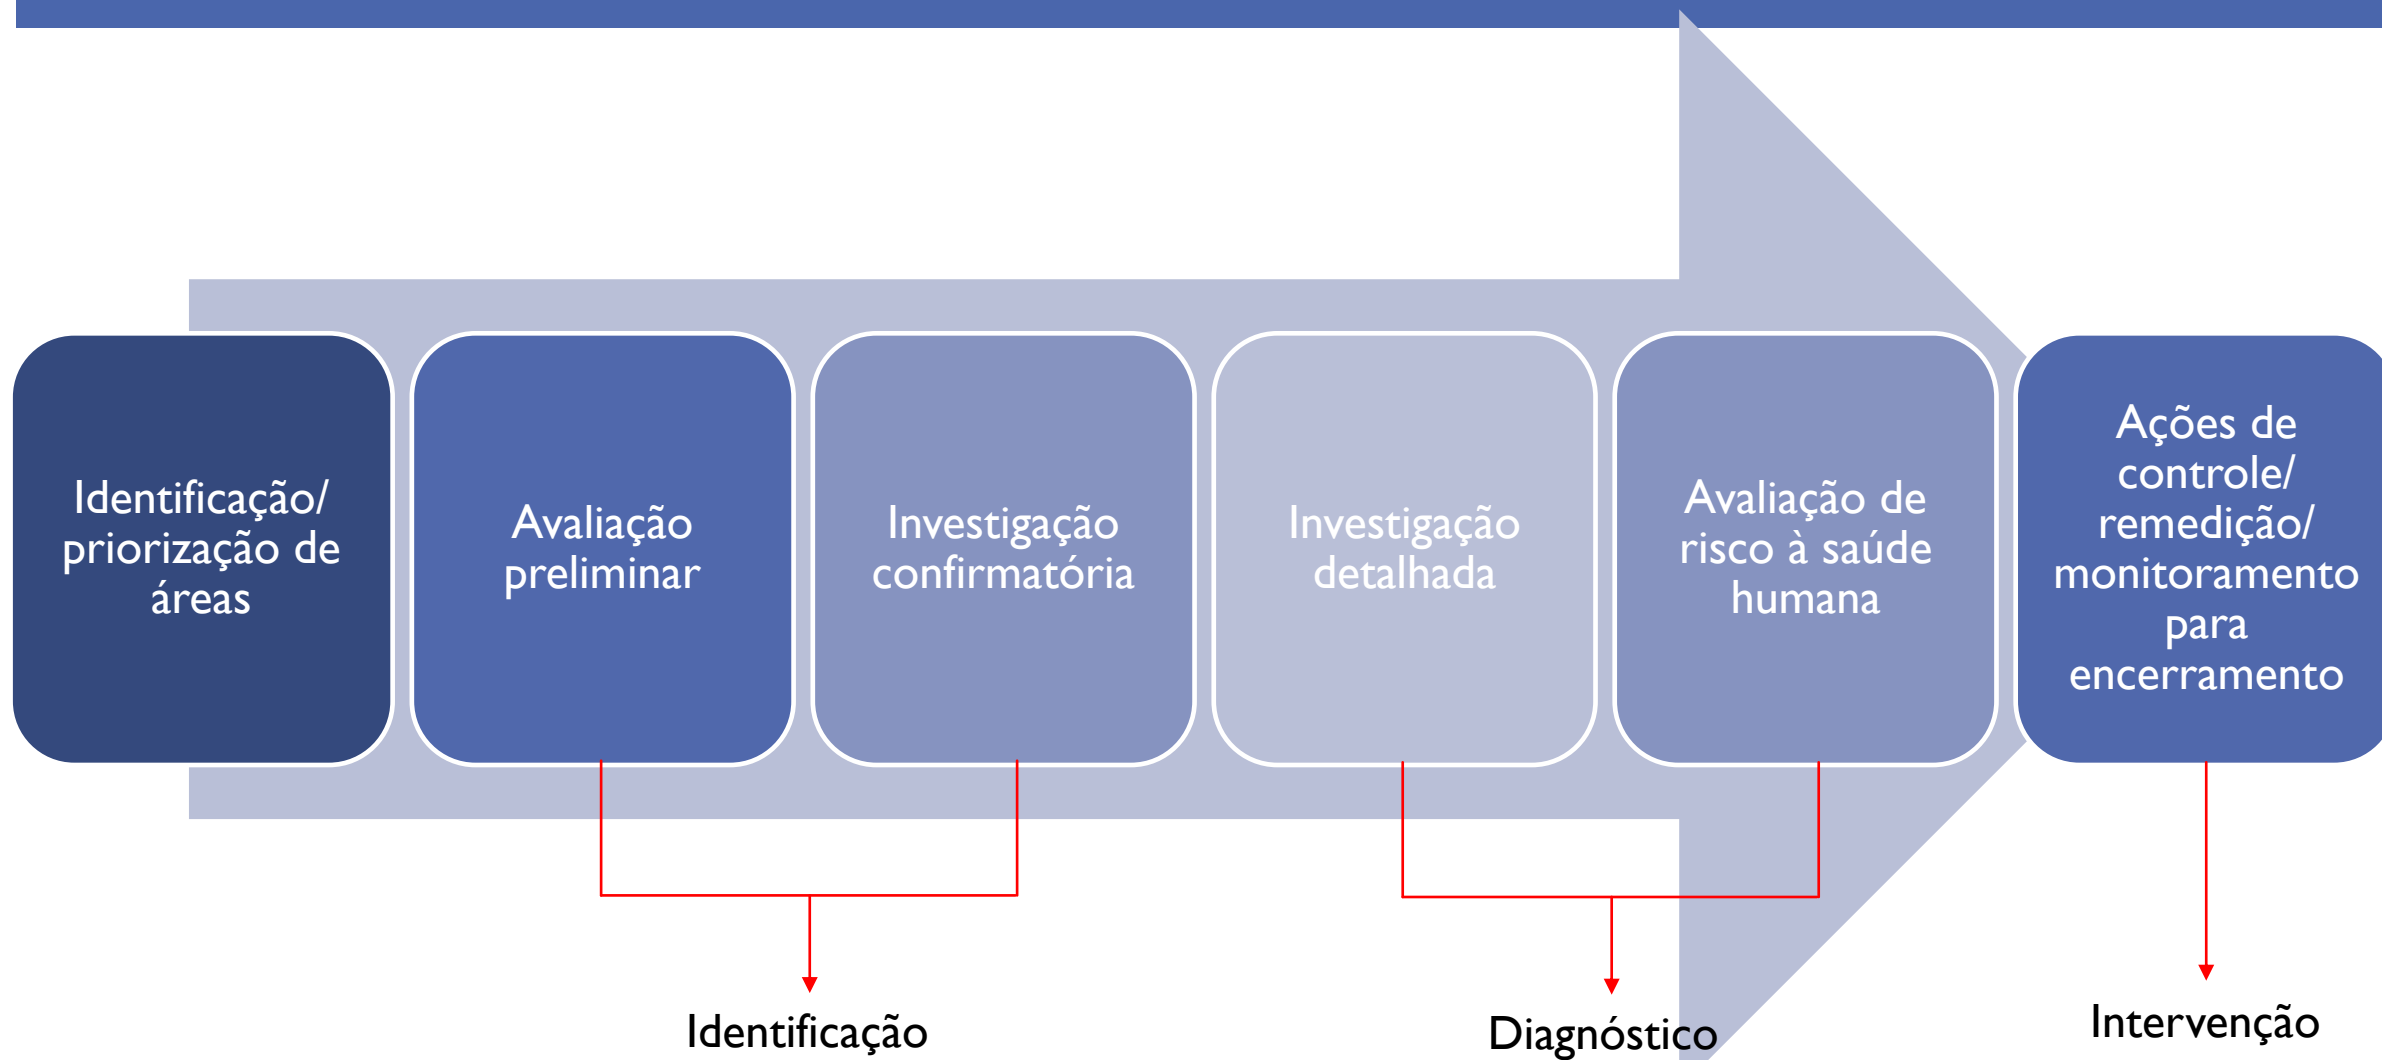 Identificação/
priorização de
áreas
Avaliação
preliminar
Investigação
confirmatória
Investigação
detalhada
Avaliação de
risco à saúde
humana
Ações de
controle/
remedição/
monitoramento
para
encerramento
Identificação
Diagnóstico
Intervenção